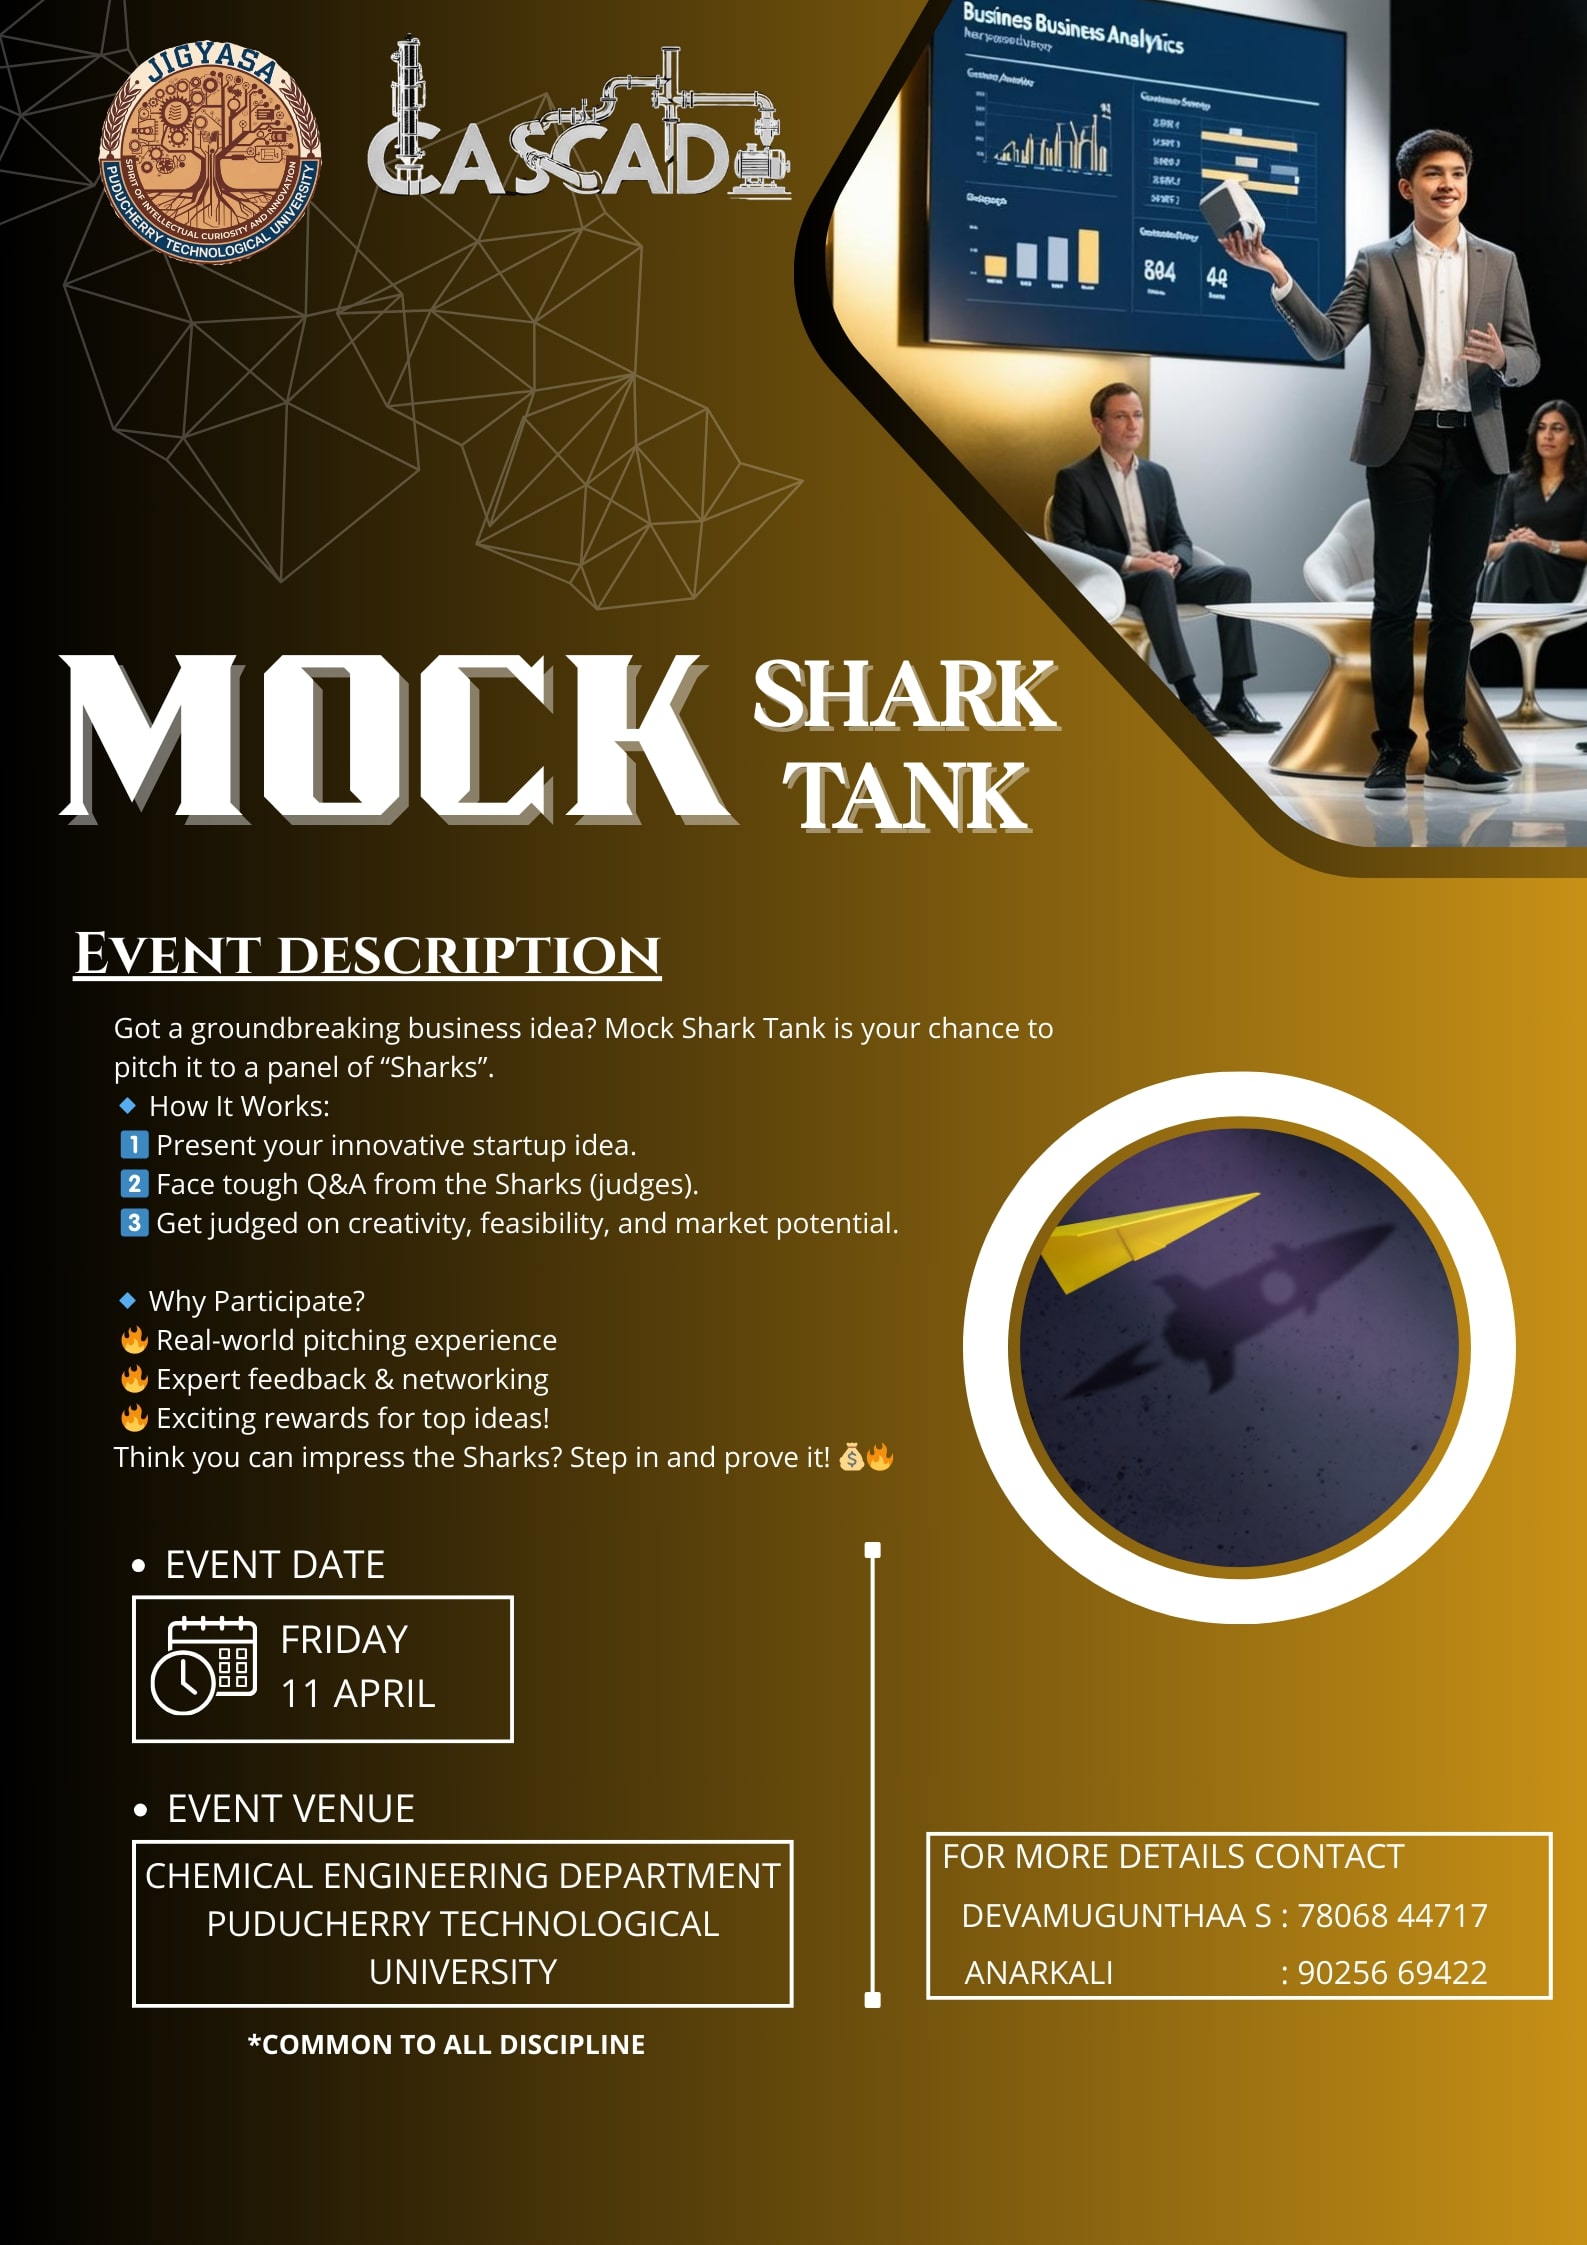 JIGYASA
SPIRIT OF INTELLECTUAL CURIOSITY AND INNOVATION
PUDUCHERRY TECHNOLOGICAL UNIVERSITY
CASCAD
Busines Business Analytics
804
MOCK
SHARK
TANK
EVENT DESCRIPTION
Got a groundbreaking business idea? Mock Shark Tank is your chance to
pitch it to a panel of “Sharks”.
🔹 How It Works:
1️⃣ Present your innovative startup idea.
2️⃣ Face tough Q&A from the Sharks (judges).
3️⃣ Get judged on creativity, feasibility, and market potential.
🔹 Why Participate?
🔥 Real-world pitching experience
🔥 Expert feedback & networking
🔥 Exciting rewards for top ideas!
Think you can impress the Sharks? Step in and prove it! 💰🔥
• EVENT DATE
FRIDAY
11 APRIL
• EVENT VENUE
CHEMICAL ENGINEERING DEPARTMENT
PUDUCHERRY TECHNOLOGICAL
UNIVERSITY
*COMMON TO ALL DISCIPLINE
FOR MORE DETAILS CONTACT
DEVAMUGUNTHAA S : 78068 44717
ANARKALI : 90256 69422